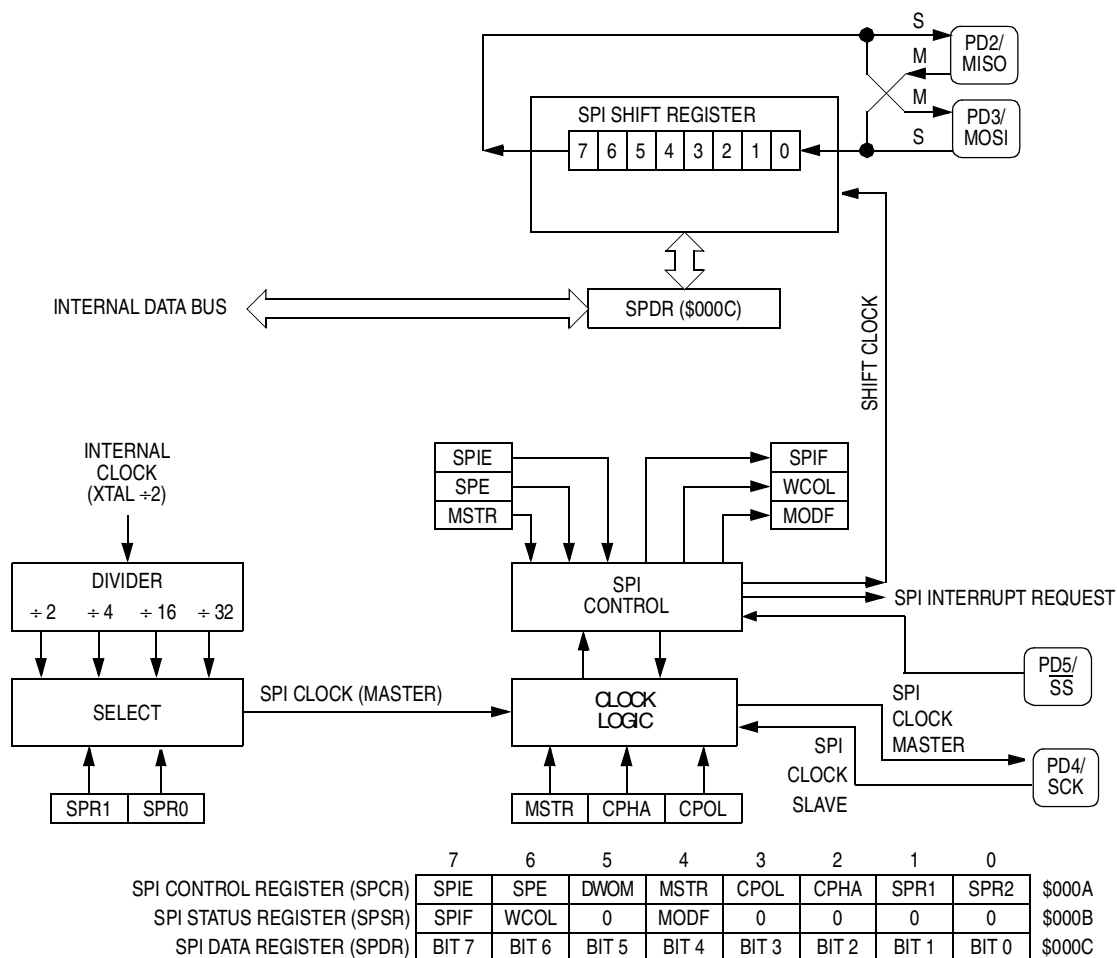 S
PD2/
MISO
M
M
PD3/
MOSI
S
SPI SHIFT REGISTER
7 6 5 4 3 2 1 0
INTERNAL DATA BUS
SPDR ($000C)
SHIFT CLOCK
INTERNAL
CLOCK
(XTAL ÷2)
SPIE
SPE
MSTR
SPIF
WCOL
MODF
DIVIDER
÷ 2 ÷ 4 ÷ 16 ÷ 32
SPI
CONTROL
SPI INTERRUPT REQUEST
PD5/
SS
SELECT
SPI CLOCK (MASTER)
CLOCK
LOGIC
SPI
CLOCK
MASTER
SPI
CLOCK
SLAVE
PD4/
SCK
SPR1 SPR0
MSTR CPHA CPOL
7 6 5 4 3 2 1 0
SPI CONTROL REGISTER (SPCR) SPIE SPE DWOM MSTR CPOL CPHA SPR1 SPR2 $000A
SPI STATUS REGISTER (SPSR) SPIF WCOL 0 MODF 0 0 0 0 $000B
SPI DATA REGISTER (SPDR) BIT 7 BIT 6 BIT 5 BIT 4 BIT 3 BIT 2 BIT 1 BIT 0 $000C